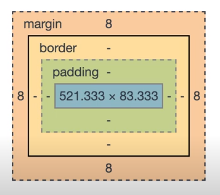 margin 8
border -
padding -
8 - - 521.333 × 83.333 - - 8
-
-
8